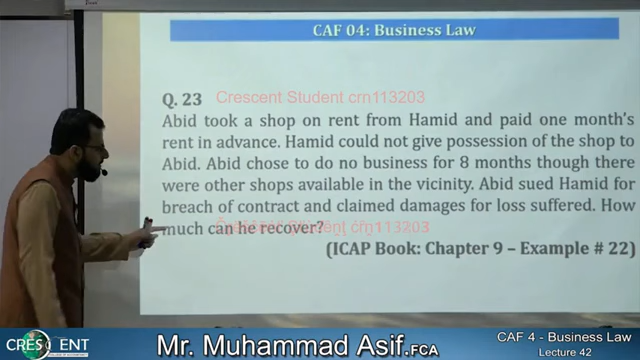 CAF 04: Business Law
Q. 23 Crescent Student crn113203
Abid took a shop on rent from Hamid and paid one month's
rent in advance. Hamid could not give possession of the shop to
Abid. Abid chose to do no business for 8 months though there
were other shops available in the vicinity. Abid sued Hamid for
breach of contract and claimed damages for loss suffered. How
much can he recover?
(ICAP Book: Chapter 9 – Example # 22)
CRESCENT
Mr. Muhammad Asif.FCA
CAF 4 - Business Law
Lecture 42